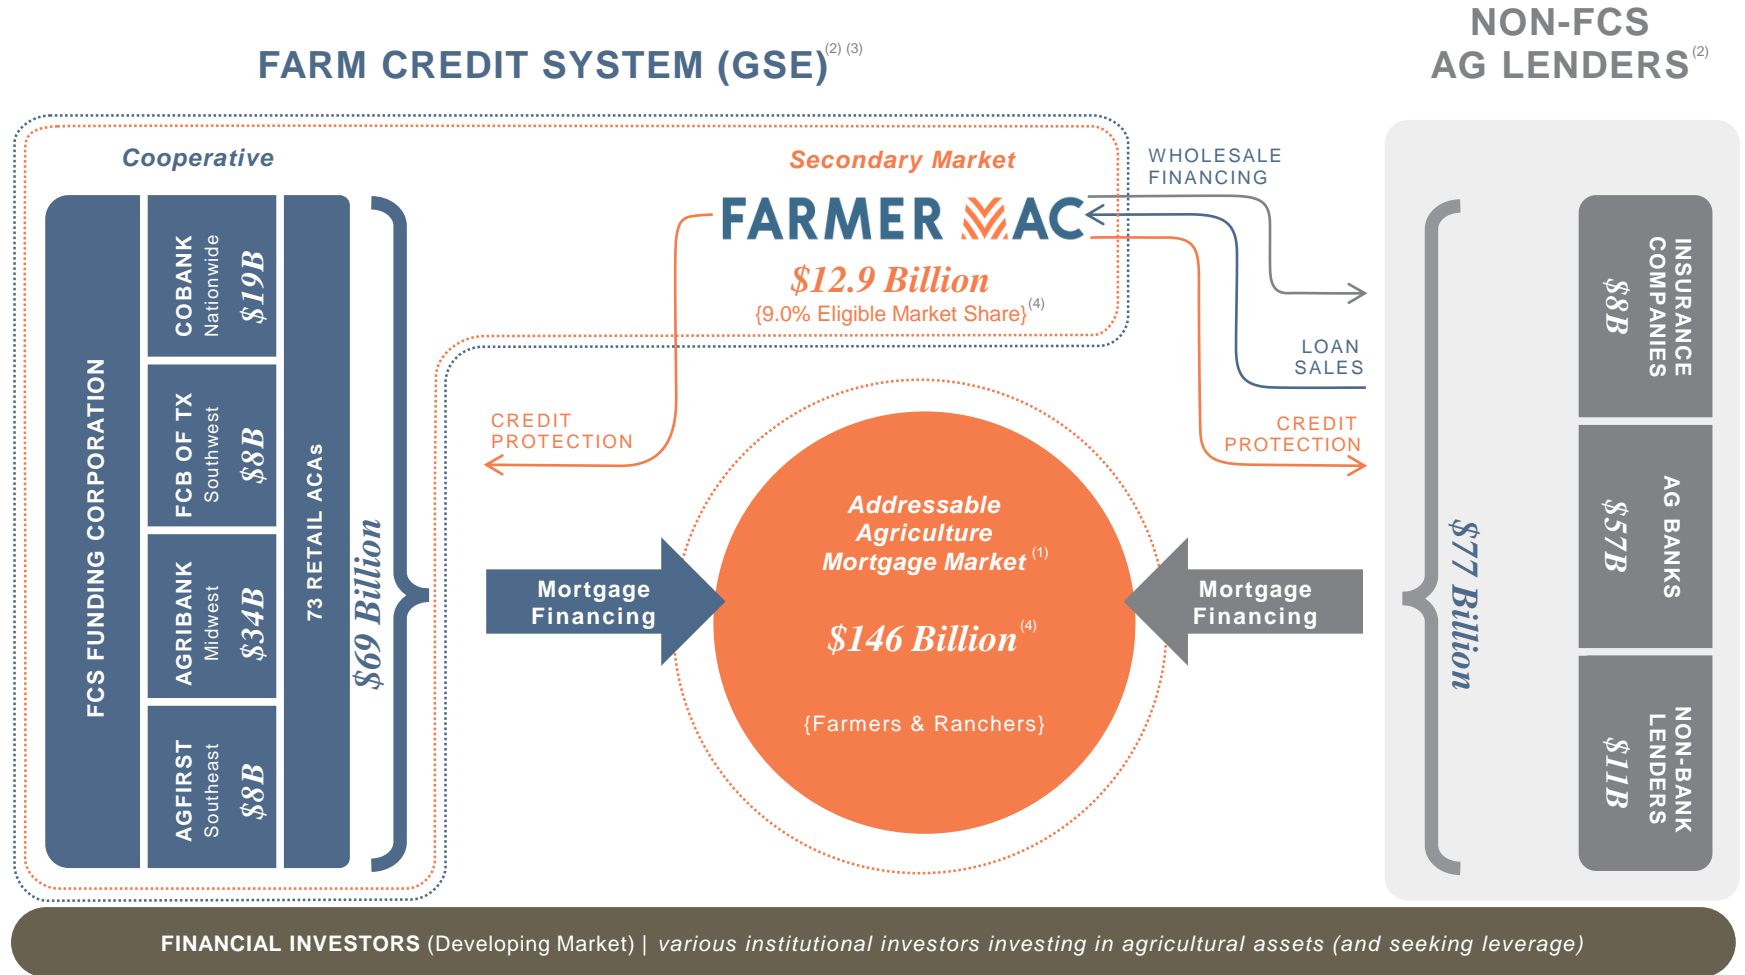 FARM CREDIT SYSTEM (GSE)(2) (3)
NON-FCS
AG LENDERS(2)
Cooperative
FCS FUNDING CORPORATION
COBANK
Nationwide
$19B
FCB OF TX
Southwest
$8B
AGRIBANK
Midwest
$34B
AGFIRST
Southeast
$8B
73 RETAIL ACAs
$69 Billion
Secondary Market
FARMER MAC
$12.9 Billion
{9.0% Eligible Market Share}(4)
WHOLESALE
FINANCING
LOAN
SALES
CREDIT
PROTECTION
CREDIT
PROTECTION
Mortgage
Financing
Addressable
Agriculture
Mortgage Market (1)
$146 Billion(4)
{Farmers & Ranchers}
Mortgage
Financing
$77 Billion
INSURANCE
COMPANIES
$8B
AG BANKS
$57B
NON-BANK
LENDERS
$11B
FINANCIAL INVESTORS (Developing Market) | various institutional investors investing in agricultural assets (and seeking leverage)